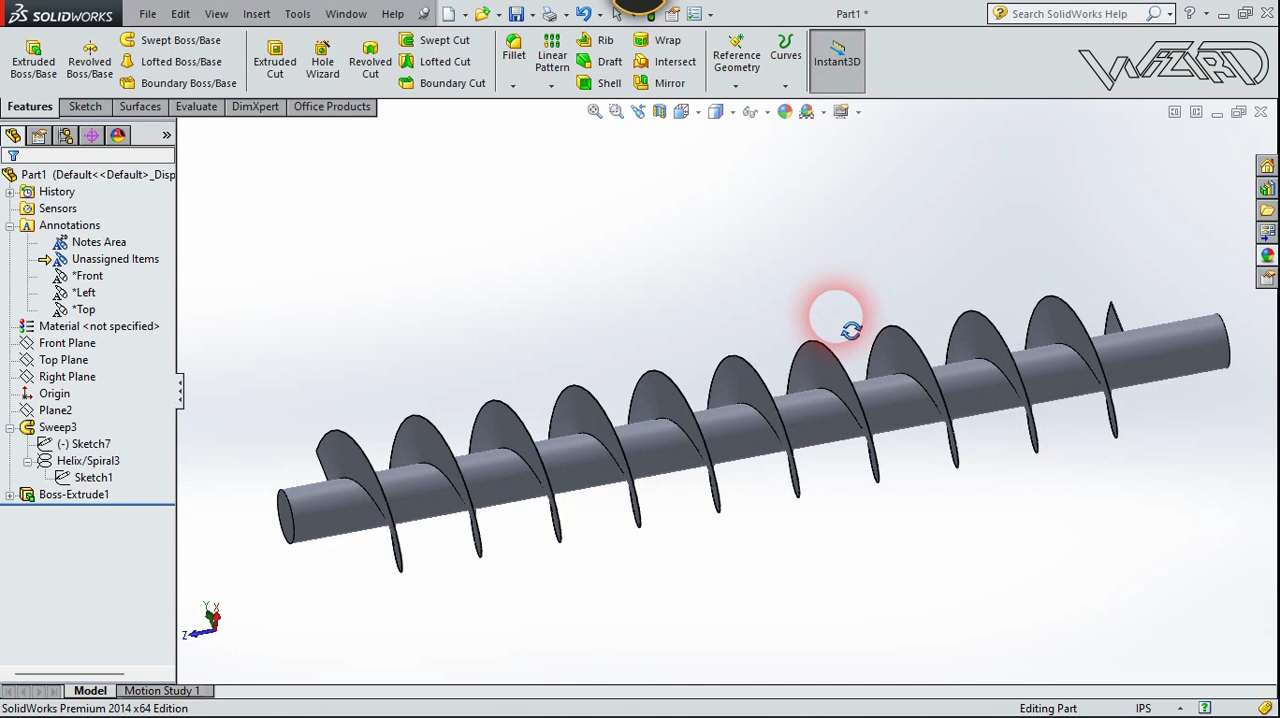 SOLIDWORKS File Edit View Insert Tools Window Help Part1 * Search SolidWorks Help
Extruded Boss/Base
Revolved Boss/Base
Swept Boss/Base
Lofted Boss/Base
Boundary Boss/Base
Extruded Cut
Hole Wizard
Revolved Cut
Swept Cut
Lofted Cut
Boundary Cut
Fillet
Linear Pattern
Rib
Draft
Shell
Wrap
Intersect
Mirror
Reference Geometry
Curves
Instant3D
WIZARD
Features Sketch Surfaces Evaluate DimXpert Office Products
Part1 (Default<<Default>_Disp
History
Sensors
Annotations
Notes Area
Unassigned Items
*Front
*Left
*Top
Material <not specified>
Front Plane
Top Plane
Right Plane
Origin
Plane2
Sweep3
(-) Sketch7
Helix/Spiral3
Sketch1
Boss-Extrude1
Y X
Z
Model Motion Study 1
SolidWorks Premium 2014 x64 Edition Editing Part IPS